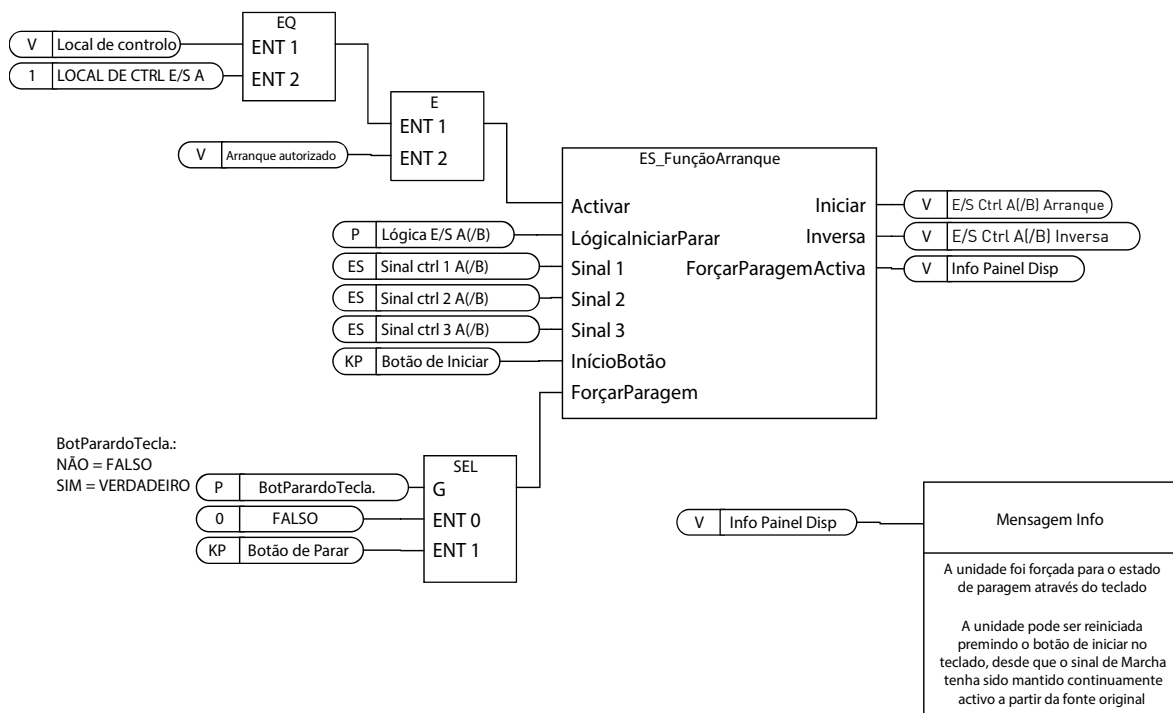 EQ
V Local de controlo
ENT 1
1 LOCAL DE CTRL E/S A
ENT 2
E
ENT 1
V Arranque autorizado
ENT 2
ES_FunçãoArranque
Activar
Iniciar
V E/S Ctrl A(/B) Arranque
P Lógica E/S A(/B)
LógicaIniciarParar
Inversa
V E/S Ctrl A(/B) Inversa
ES Sinal ctrl 1 A(/B)
Sinal 1
ForçarParagemActiva
V Info Painel Disp
ES Sinal ctrl 2 A(/B)
Sinal 2
ES Sinal ctrl 3 A(/B)
Sinal 3
KP Botão de Iniciar
InícioBotão
ForçarParagem
BotParardoTecla.:
NÃO = FALSO
SIM = VERDADEIRO
SEL
P BotParardoTecla.
G
0 FALSO
ENT 0
KP Botão de Parar
ENT 1
V Info Painel Disp
Mensagem Info
A unidade foi forçada para o estado
de paragem através do teclado
A unidade pode ser reiniciada
premindo o botão de iniciar no
teclado, desde que o sinal de Marcha
tenha sido mantido continuamente
activo a partir da fonte original